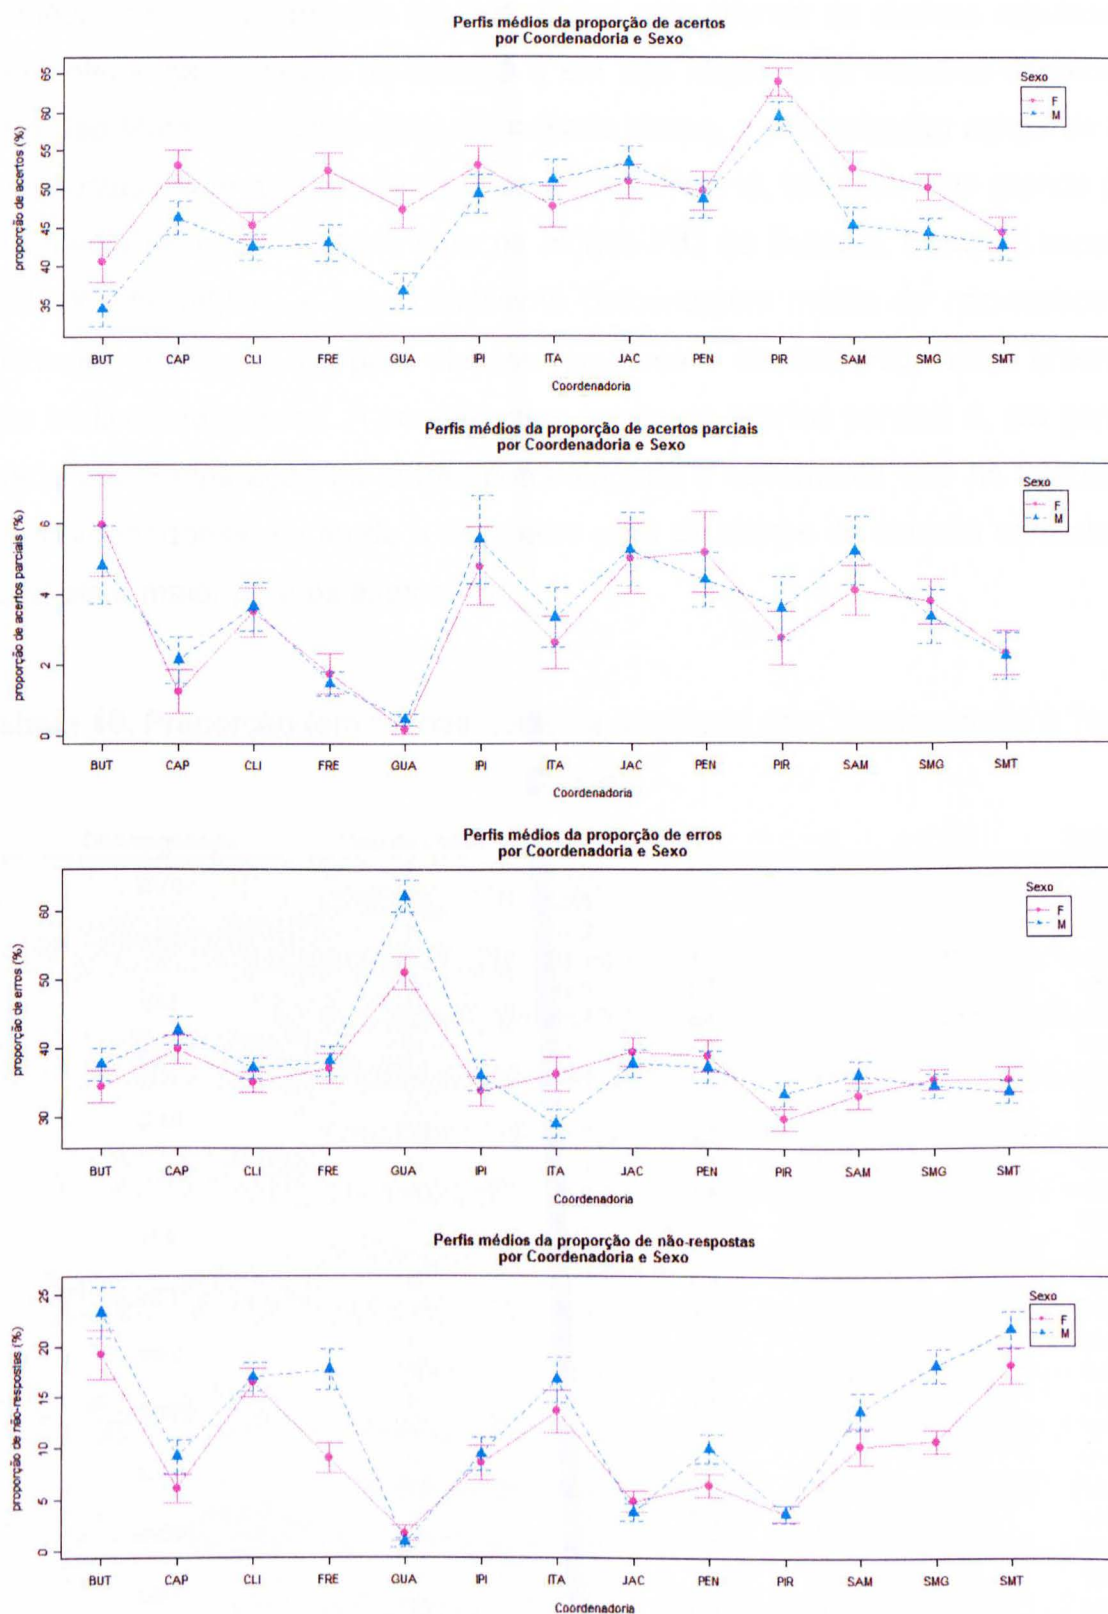 Perfis médios da proporção de acertos
por Coordenadoria e Sexo
proporção de acertos (%)
65
60
55
50
45
40
35
Sexo
F
M
BUT CAP CLI FRE GUA IPI ITA JAC PEN PIR SAM SMG SMT
Coordenadoria
Perfis médios da proporção de acertos parciais
por Coordenadoria e Sexo
proporção de acertos parciais (%)
6
4
2
0
Sexo
F
M
BUT CAP CLI FRE GUA IPI ITA JAC PEN PIR SAM SMG SMT
Coordenadoria
Perfis médios da proporção de erros
por Coordenadoria e Sexo
proporção de erros (%)
60
50
40
30
Sexo
F
M
BUT CAP CLI FRE GUA IPI ITA JAC PEN PIR SAM SMG SMT
Coordenadoria
Perfis médios da proporção de não-respostas
por Coordenadoria e Sexo
proporção de não-respostas (%)
25
20
15
10
5
0
Sexo
F
M
BUT CAP CLI FRE GUA IPI ITA JAC PEN PIR SAM SMG SMT
Coordenadoria